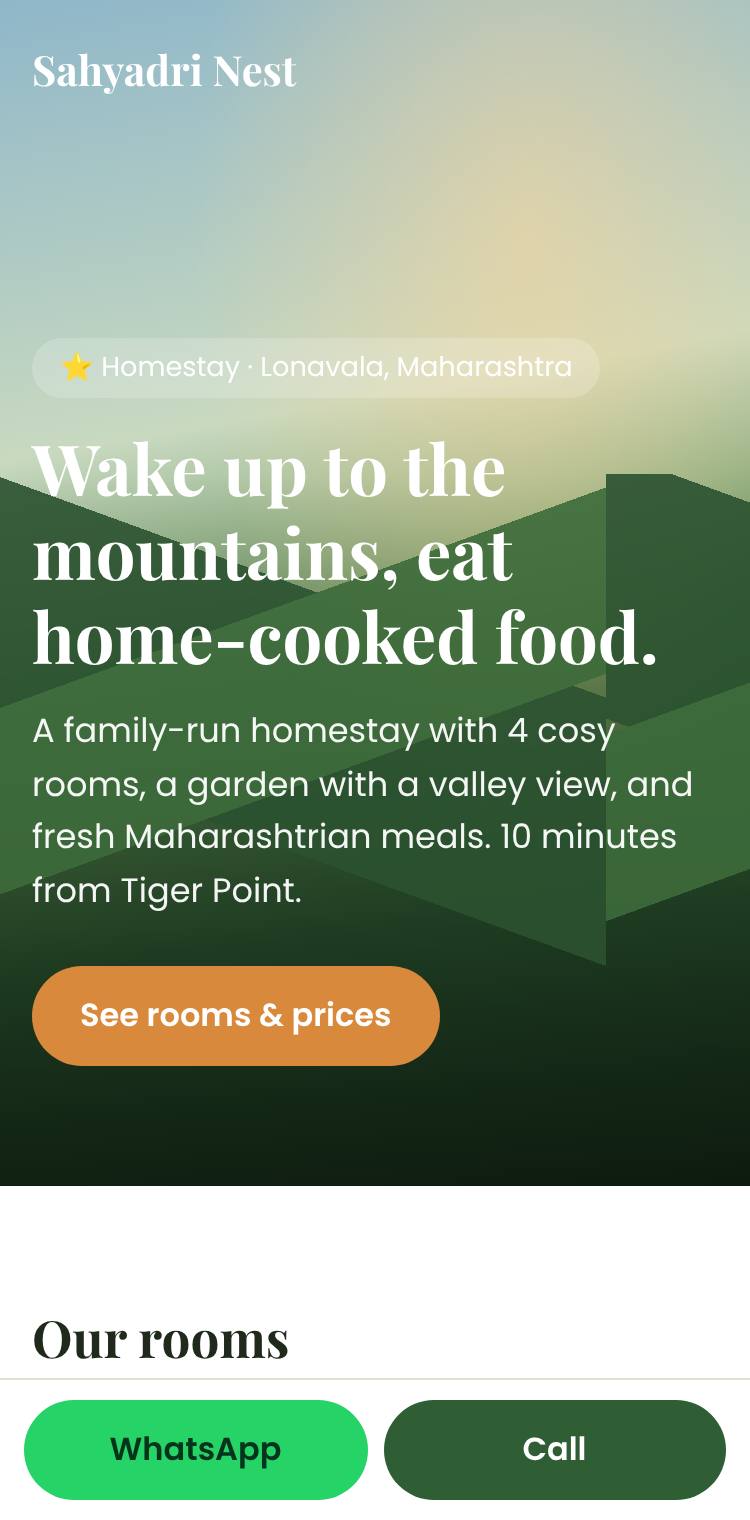 Sahyadri Nest
⭐ Homestay · Lonavala, Maharashtra
Wake up to the
mountains, eat
home-cooked food.
A family-run homestay with 4 cosy
rooms, a garden with a valley view, and
fresh Maharashtrian meals. 10 minutes
from Tiger Point.
See rooms & prices
Our rooms
WhatsApp
Call